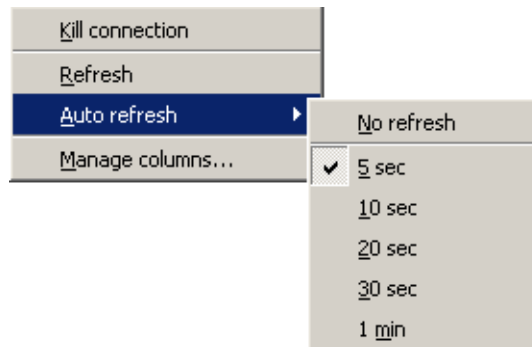 Kill connection
Refresh
Auto refresh
Manage columns...
No refresh
5 sec
10 sec
20 sec
30 sec
1 min